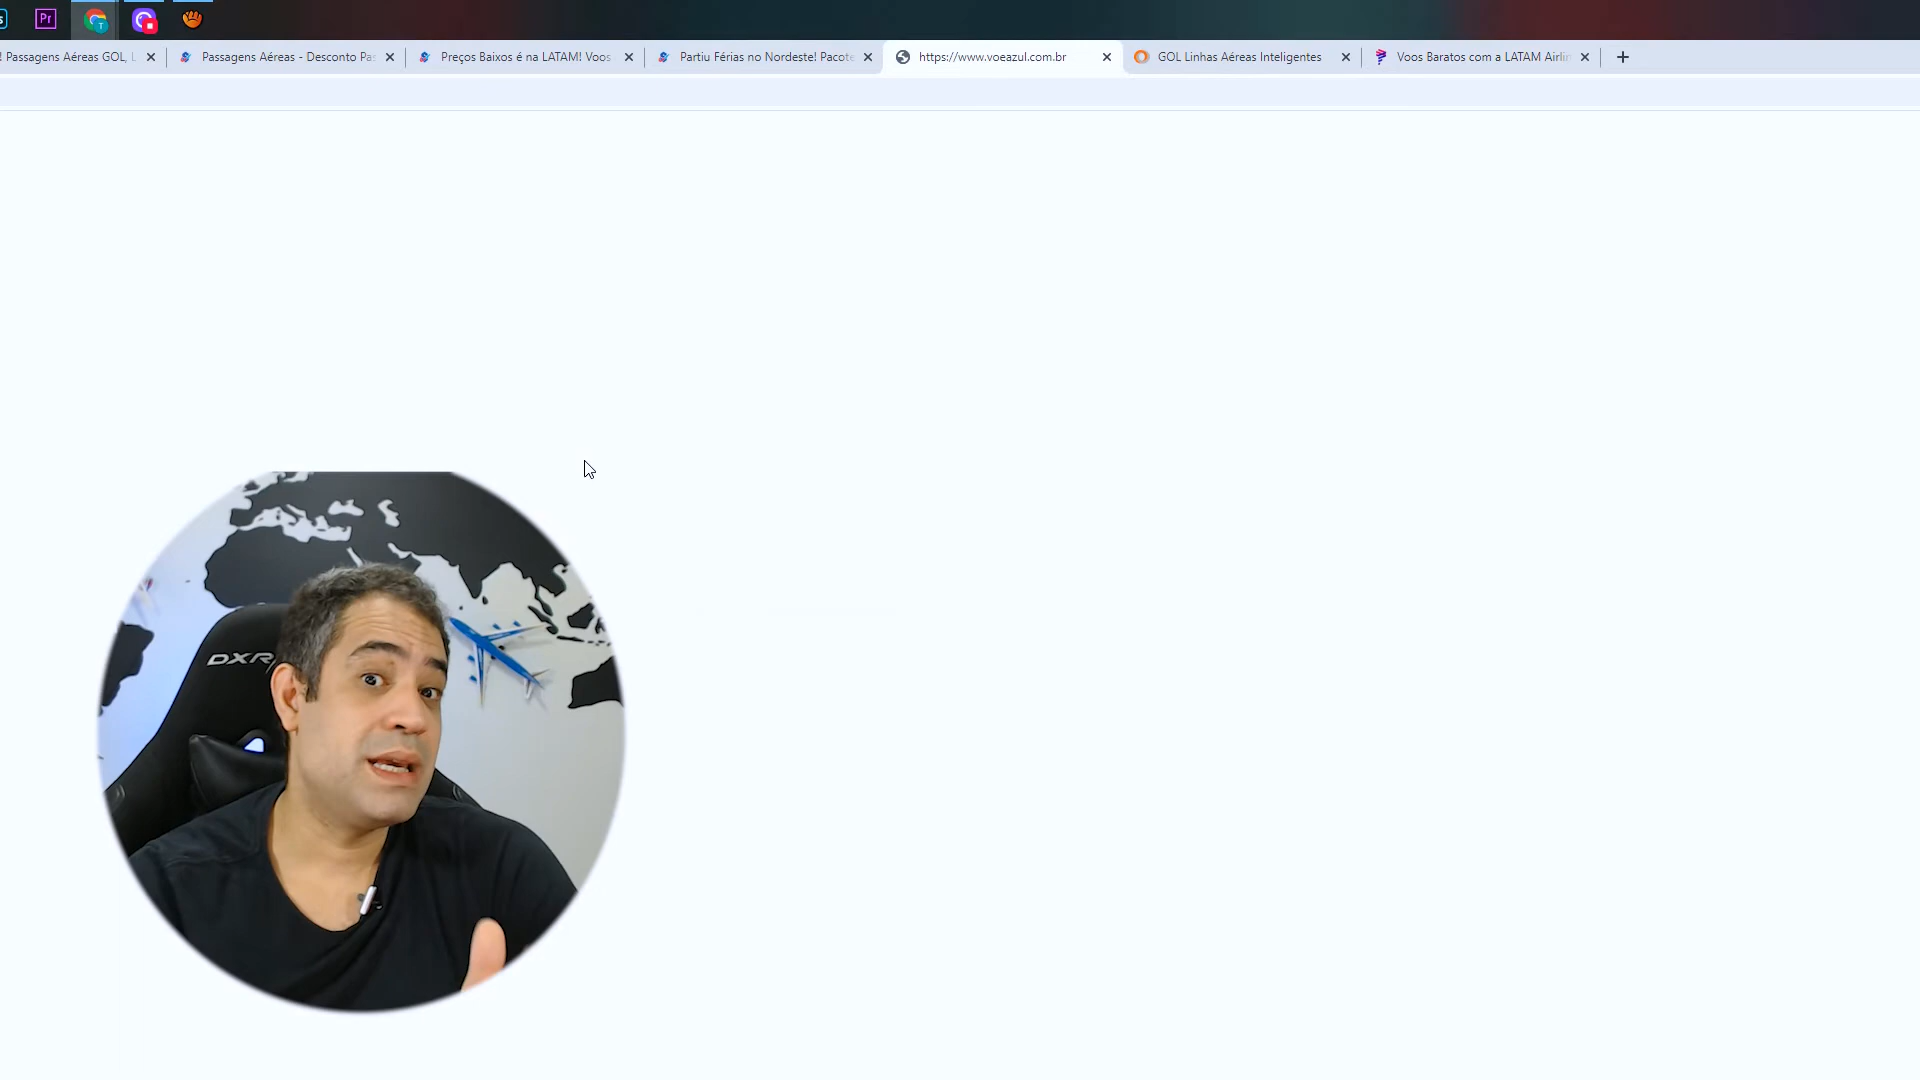 s
Pr
! Passagens Aéreas GOL, L
Passagens Aéreas - Desconto Pas
Preços Baixos é na LATAM! Voos
Partiu Férias no Nordeste! Pacote
https://www.voeazul.com.br
GOL Linhas Aéreas Inteligentes
Voos Baratos com a LATAM Airlin
T
DXR